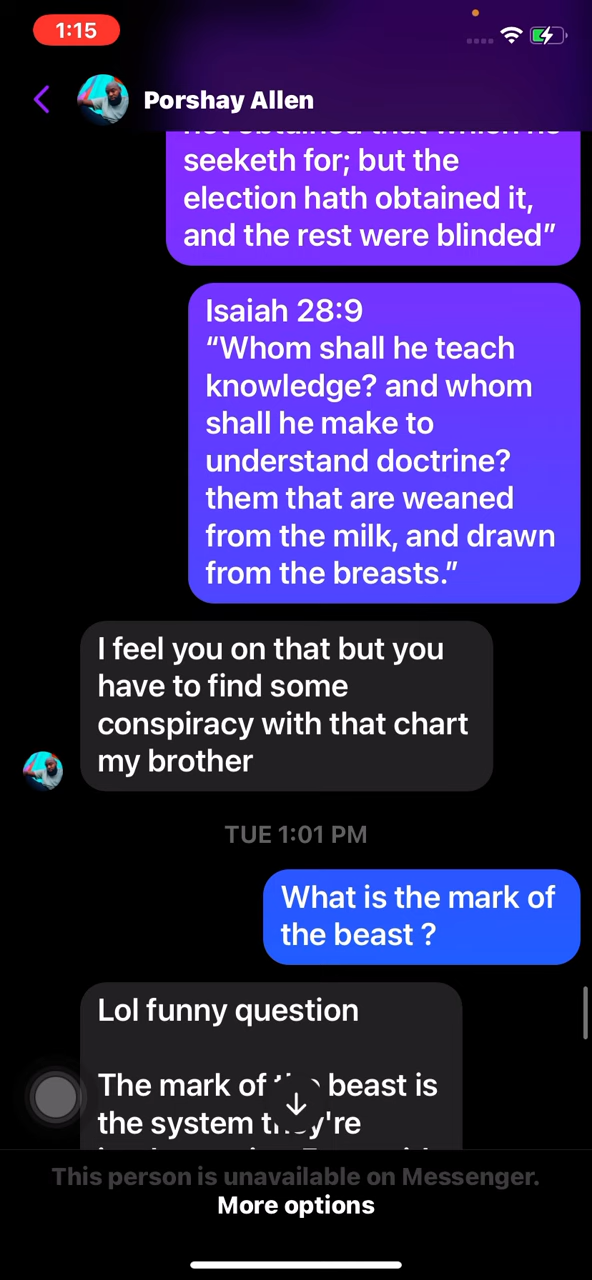 1:15
Porshay Allen
seeketh for; but the
election hath obtained it,
and the rest were blinded”
Isaiah 28:9
“Whom shall he teach
knowledge? and whom
shall he make to
understand doctrine?
them that are weaned
from the milk, and drawn
from the breasts.”
I feel you on that but you
have to find some
conspiracy with that chart
my brother
TUE 1:01 PM
What is the mark of
the beast ?
Lol funny question
The mark of beast is
the system
This person is unavailable on Messenger.
More options